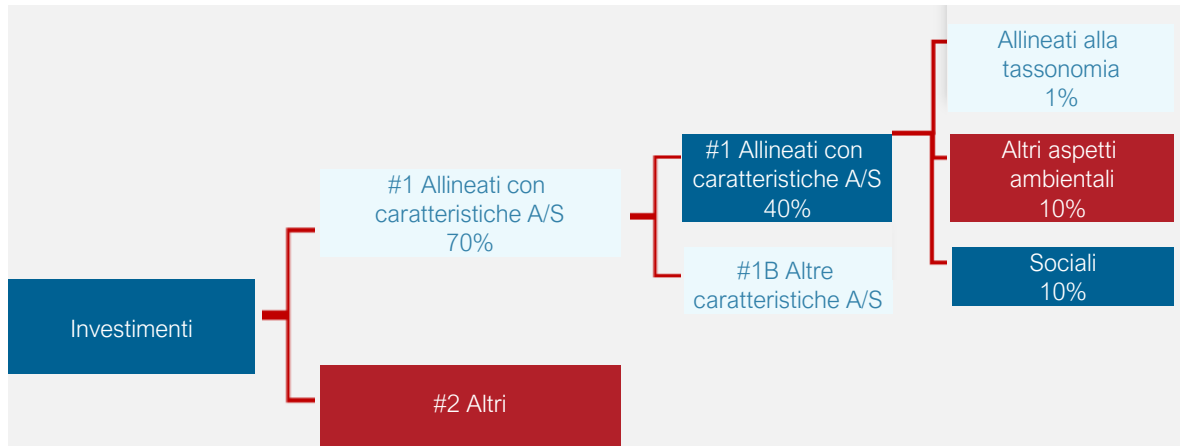 Allineati alla
tassonomia
1%
#1 Allineati con
caratteristiche A/S
40%
Altri aspetti
ambientali
10%
#1 Allineati con
caratteristiche A/S
70%
#1B Altre
caratteristiche A/S
Sociali
10%
Investimenti
#2 Altri